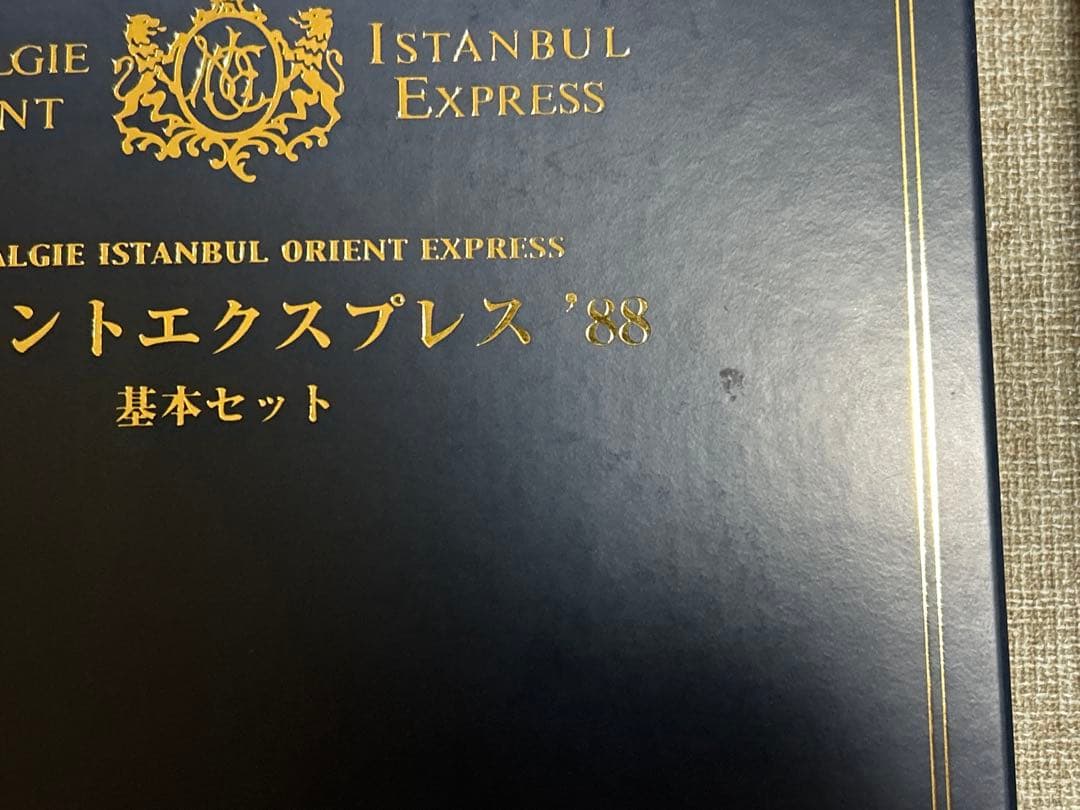 LGIE ISTANBUL
NT EXPRESS
ALGIE ISTANBUL ORIENT EXPRESS
ントエクスプレス ’88
基本セット